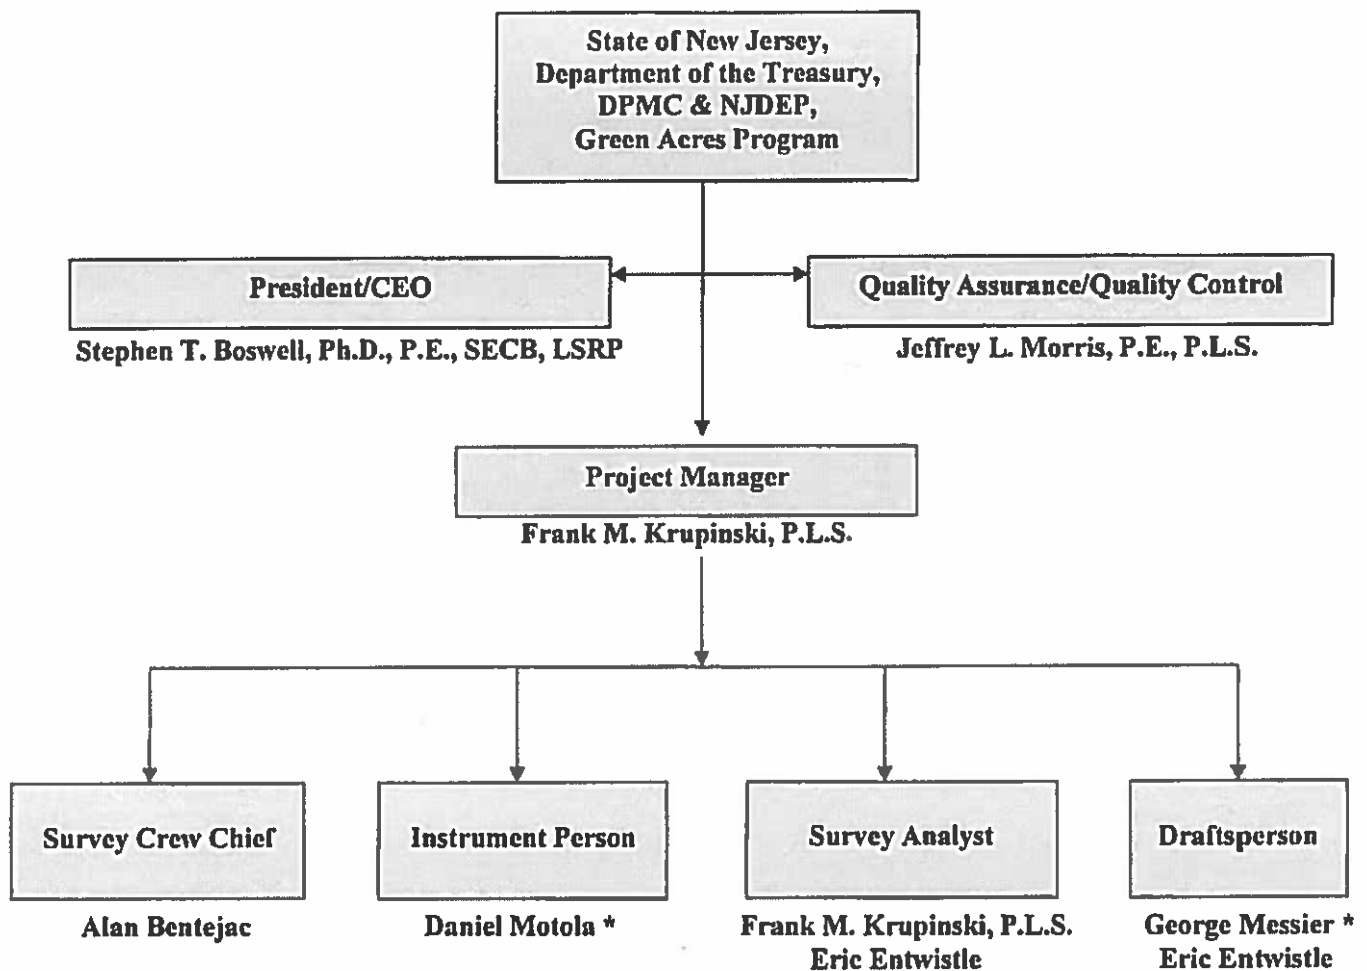 State of New Jersey,
Department of the Treasury,
DPMC & NJDEP,
Green Acres Program
President/CEO
Stephen T. Boswell, Ph.D., P.E., SECB, LSRP
Quality Assurance/Quality Control
Jeffrey L. Morris, P.E., P.L.S.
Project Manager
Frank M. Krupinski, P.L.S.
Survey Crew Chief
Alan Bentejac
Instrument Person
Daniel Motola *
Survey Analyst
Frank M. Krupinski, P.L.S.
Eric Entwistle
Draftsperson
George Messier *
Eric Entwistle